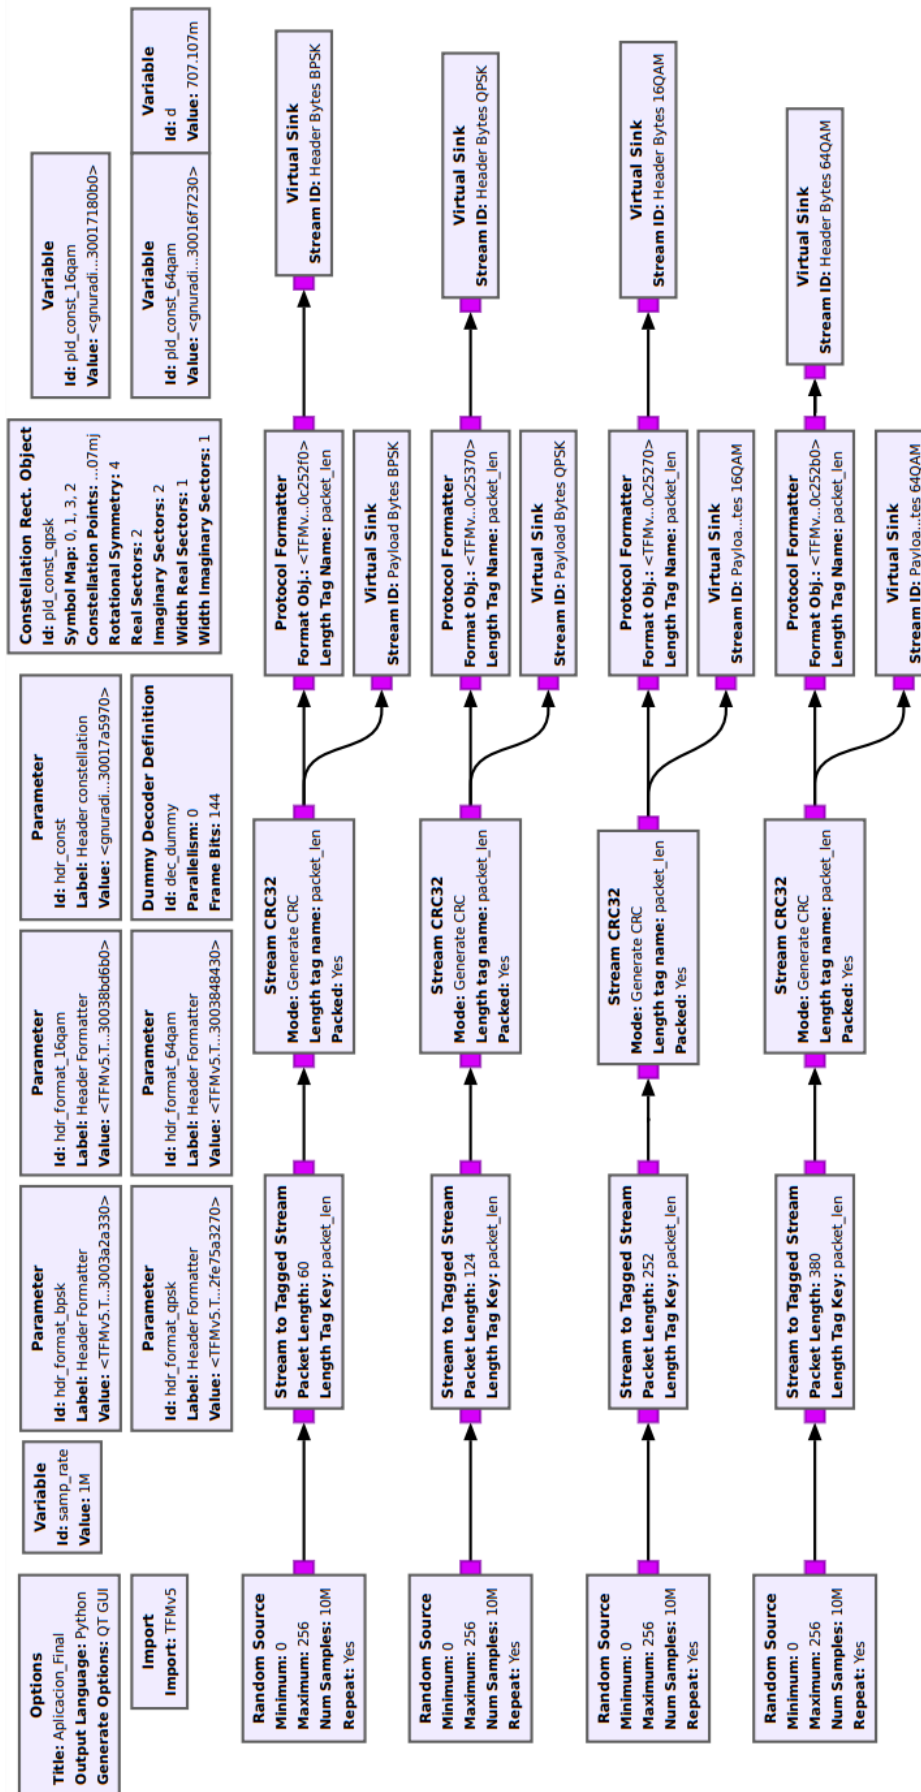 Options
Title: Aplicacion_Final
Output Language: Python
Generate Options: QT GUI
Import
Import: TFMv5
Variable
Id: samp_rate
Value: 1M
Parameter
Id: hdr_format_bpsk
Label: Header Formatter
Value: <TFMv5.T...3003a2a330>
Parameter
Id: hdr_format_qpsk
Label: Header Formatter
Value: <TFMv5.T...2fe75a3270>
Parameter
Id: hdr_format_16qam
Label: Header Formatter
Value: <TFMv5.T...30038bd6b0>
Parameter
Id: hdr_format_64qam
Label: Header Formatter
Value: <TFMv5.T...3003848430>
Parameter
Id: hdr_const
Label: Header constellation
Value: <gnuradi...30017a5970>
Dummy Decoder Definition
Id: dec_dummy
Parallelism: 0
Frame Bits: 144
Constellation Rect. Object
Id: pld_const_qpsk
Symbol Map: 0, 1, 3, 2
Constellation Points: ...07mj
Rotational Symmetry: 4
Real Sectors: 2
Imaginary Sectors: 2
Width Real Sectors: 1
Width Imaginary Sectors: 1
Variable
Id: pld_const_16qam
Value: <gnuradi...30017180b0>
Variable
Id: pld_const_64qam
Value: <gnuradi...30016f7230>
Variable
Id: d
Value: 707.107m
Random Source
Minimum: 0
Maximum: 256
Num Samples: 10M
Repeat: Yes
Stream to Tagged Stream
Packet Length: 60
Length Tag Key: packet_len
Stream CRC32
Mode: Generate CRC
Length tag name: packet_len
Packed: Yes
Protocol Formatter
Format Obj.: <TFMv...0c252f0>
Length Tag Name: packet_len
Virtual Sink
Stream ID: Header Bytes BPSK
Virtual Sink
Stream ID: Payload Bytes BPSK
Random Source
Minimum: 0
Maximum: 256
Num Samples: 10M
Repeat: Yes
Stream to Tagged Stream
Packet Length: 124
Length Tag Key: packet_len
Stream CRC32
Mode: Generate CRC
Length tag name: packet_len
Packed: Yes
Protocol Formatter
Format Obj.: <TFMv...0c25370>
Length Tag Name: packet_len
Virtual Sink
Stream ID: Header Bytes QPSK
Virtual Sink
Stream ID: Payload Bytes QPSK
Random Source
Minimum: 0
Maximum: 256
Num Samples: 10M
Repeat: Yes
Stream to Tagged Stream
Packet Length: 252
Length Tag Key: packet_len
Stream CRC32
Mode: Generate CRC
Length tag name: packet_len
Packed: Yes
Protocol Formatter
Format Obj.: <TFMv...0c25270>
Length Tag Name: packet_len
Virtual Sink
Stream ID: Header Bytes 16QAM
Virtual Sink
Stream ID: Payloa...tes 16QAM
Random Source
Minimum: 0
Maximum: 256
Num Samples: 10M
Repeat: Yes
Stream to Tagged Stream
Packet Length: 380
Length Tag Key: packet_len
Stream CRC32
Mode: Generate CRC
Length tag name: packet_len
Packed: Yes
Protocol Formatter
Format Obj.: <TFMv...0c252b0>
Length Tag Name: packet_len
Virtual Sink
Stream ID: Header Bytes 64QAM
Virtual Sink
Stream ID: Payloa...tes 64QAM